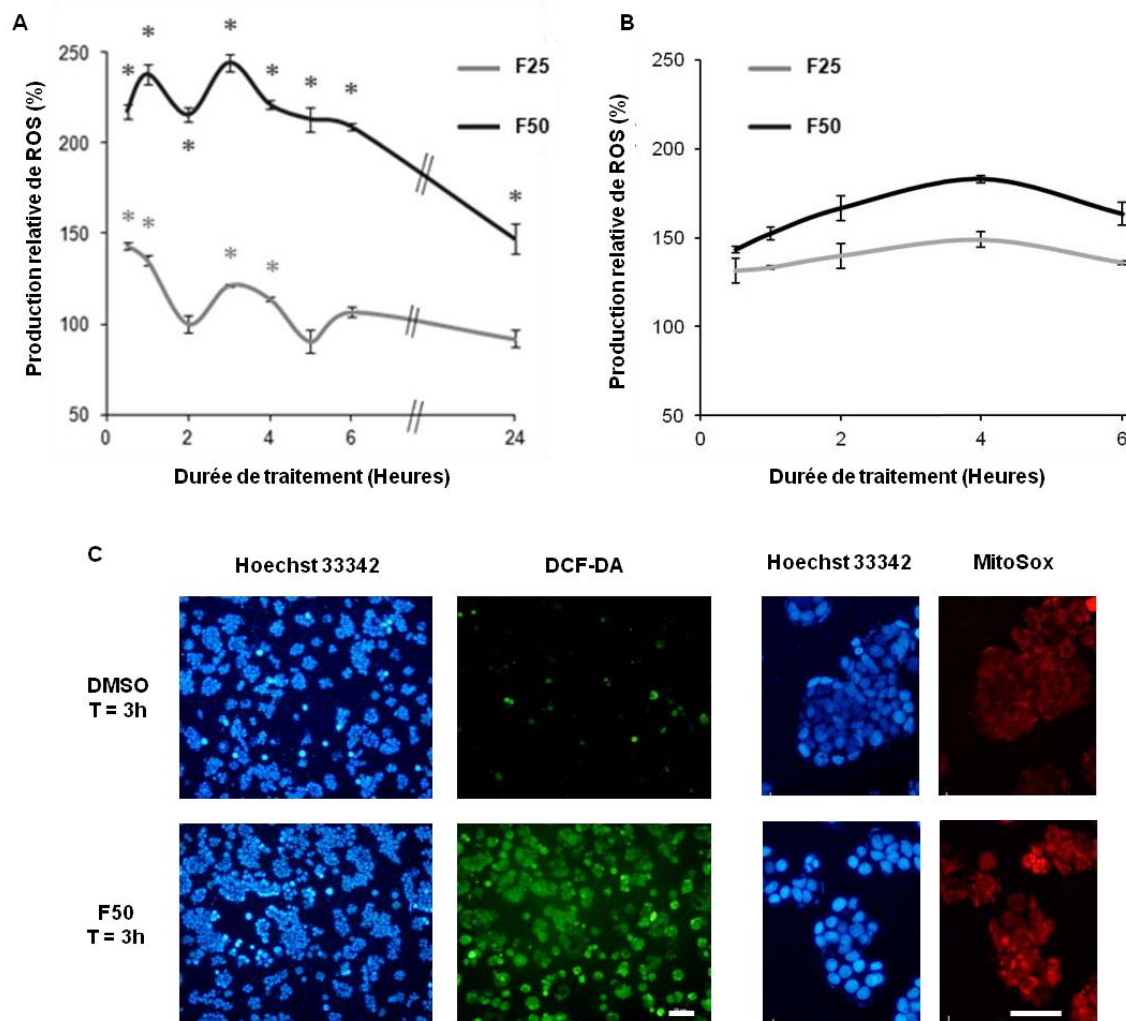 A
Production relative de ROS (%)
250
200
150
100
50
0
2
4
6
24
Durée de traitement (Heures)
F25
F50
*
*
*
*
*
*
*
*
*
*
*
*
B
Production relative de ROS (%)
250
200
150
100
50
0
2
4
6
Durée de traitement (Heures)
F25
F50
C
Hoechst 33342
DCF-DA
Hoechst 33342
MitoSox
DMSO
T = 3h
F50
T = 3h